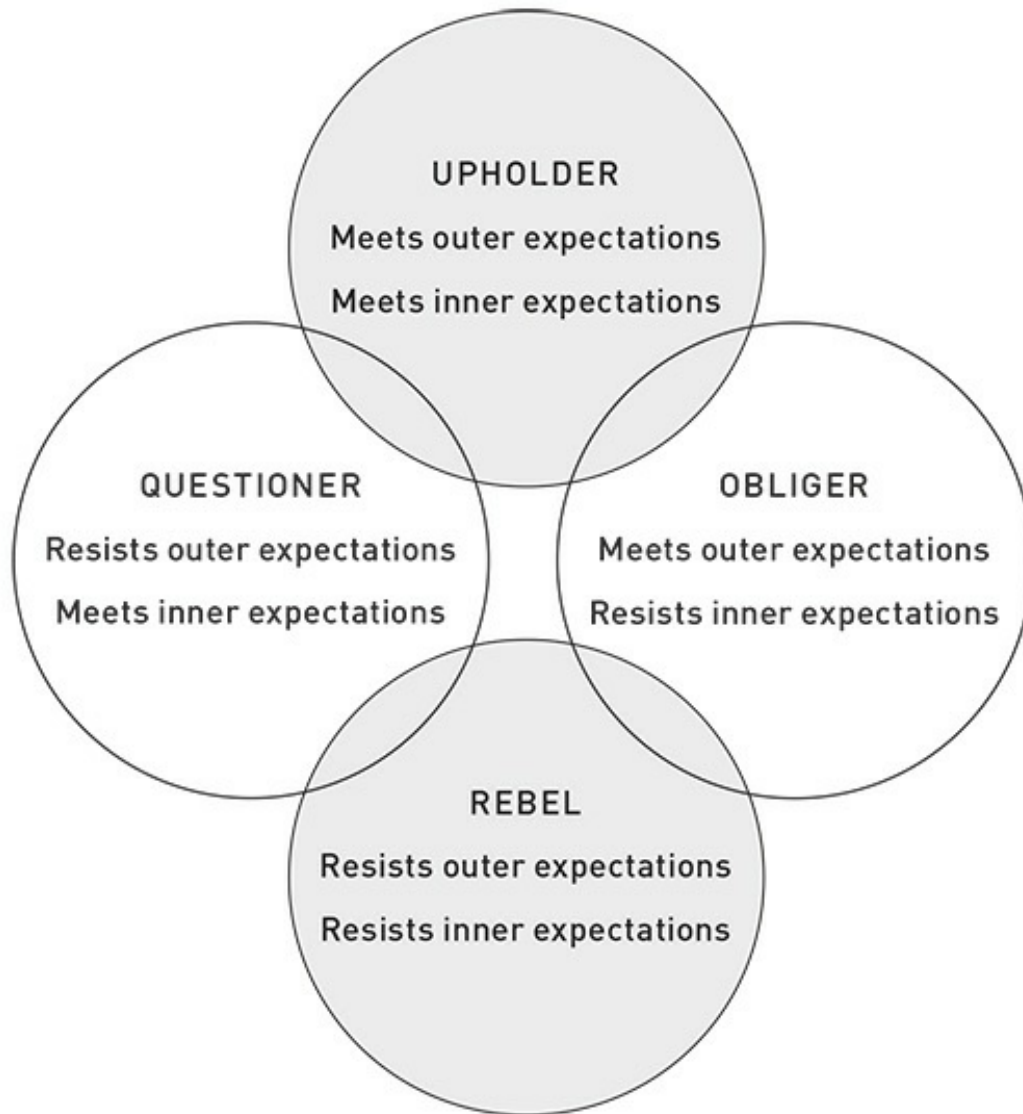 UPHOLDER
Meets outer expectations
Meets inner expectations
QUESTIONER
Resists outer expectations
Meets inner expectations
OBLIGER
Meets outer expectations
Resists inner expectations
REBEL
Resists outer expectations
Resists inner expectations